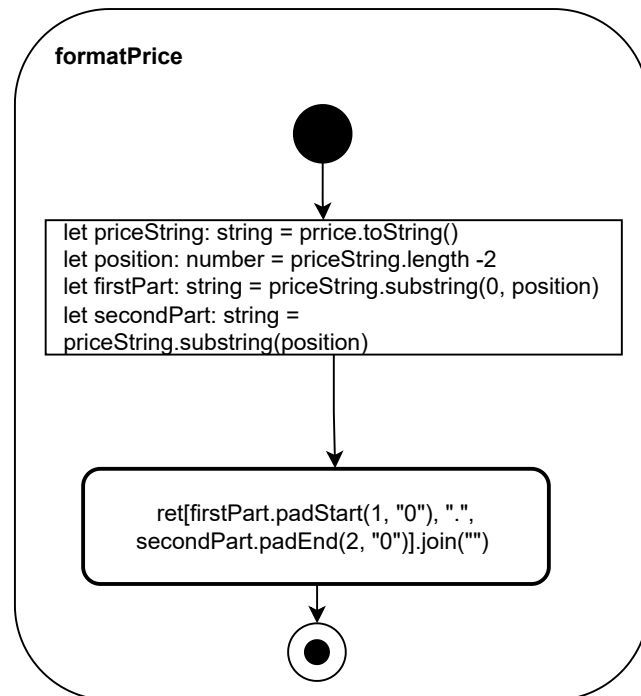 formatPrice
let priceString: string = prrice.toString()
let position: number = priceString.length -2
let firstPart: string = priceString.substring(0, position)
let secondPart: string =
priceString.substring(position)
ret[firstPart.padStart(1, "0"), ".",
secondPart.padEnd(2, "0")].join("")